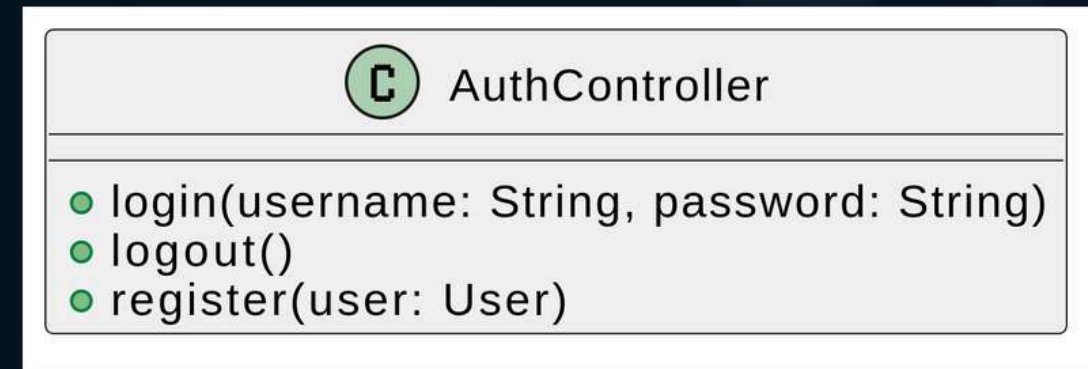 C AuthController
login(username: String, password: String)
logout()
register(user: User)